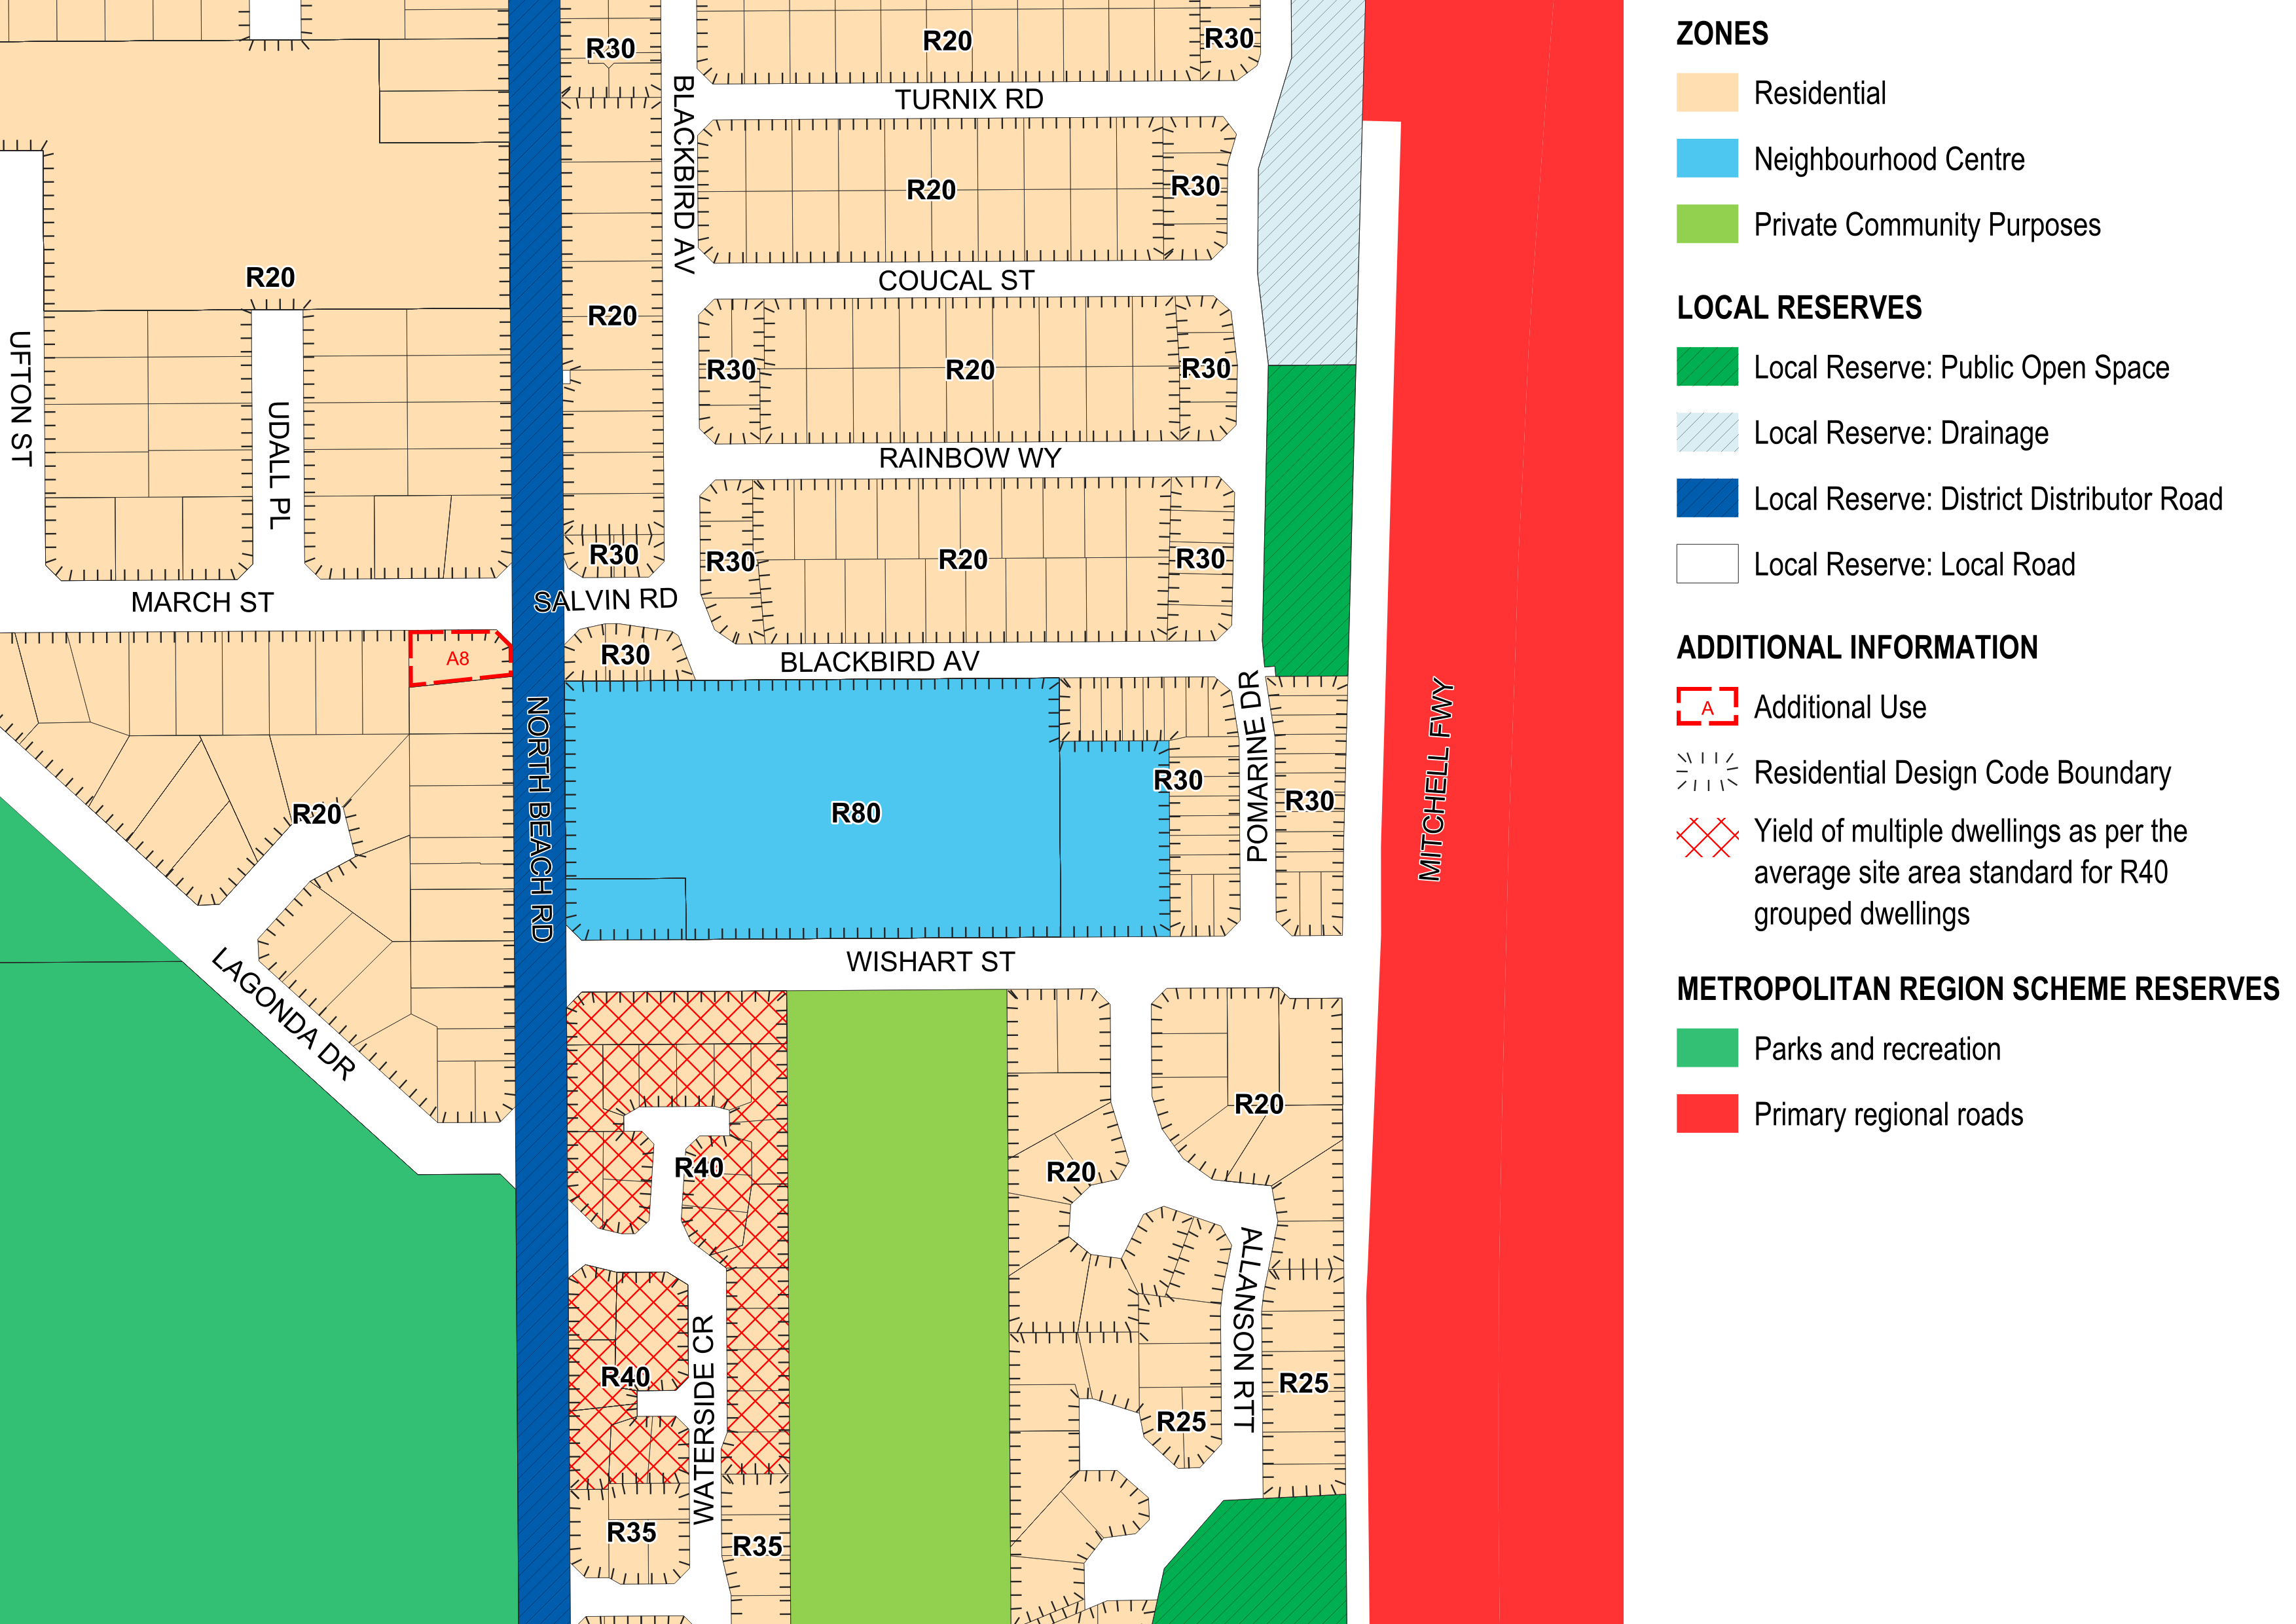 R30
R20
R30
TURNIX RD
BLACKBIRD AV
R20
R30
R20
COUCAL ST
R20
UFTON ST
UDALL PL
R30
R20
R30
RAINBOW WY
R30
R30
R20
R30
MARCH ST
SALVIN RD
A8
R30
BLACKBIRD AV
POMARINE DR
NORTH BEACH RD
MITCHELL FWY
R20
R80
R30
R30
LAGONDA DR
WISHART ST
R20
R40
R20
ALLANSON RTT
R40
WATERSIDE CR
R25
R25
R35
R35
ZONES
Residential
Neighbourhood Centre
Private Community Purposes
LOCAL RESERVES
Local Reserve: Public Open Space
Local Reserve: Drainage
Local Reserve: District Distributor Road
Local Reserve: Local Road
ADDITIONAL INFORMATION
A
Additional Use
Residential Design Code Boundary
Yield of multiple dwellings as per the
average site area standard for R40
grouped dwellings
METROPOLITAN REGION SCHEME RESERVES
Parks and recreation
Primary regional roads